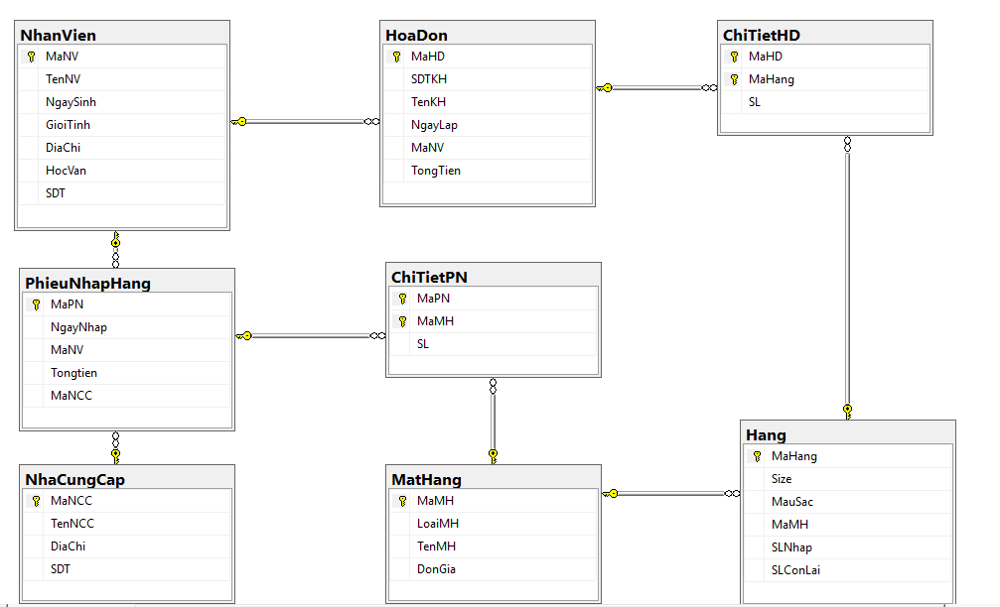 NhanVien
MaNV
TenNV
NgaySinh
GioiTinh
DiaChi
HocVan
SDT
HoaDon
MaHD
SDTKH
TenKH
NgayLap
MaNV
TongTien
ChiTietHD
MaHD
MaHang
SL
PhieuNhapHang
MaPN
NgayNhap
MaNV
Tongtien
MaNCC
ChiTietPN
MaPN
MaMH
SL
NhaCungCap
MaNCC
TenNCC
DiaChi
SDT
MatHang
MaMH
LoaiMH
TenMH
DonGia
Hang
MaHang
Size
MauSac
MaMH
SLNhap
SLConLai